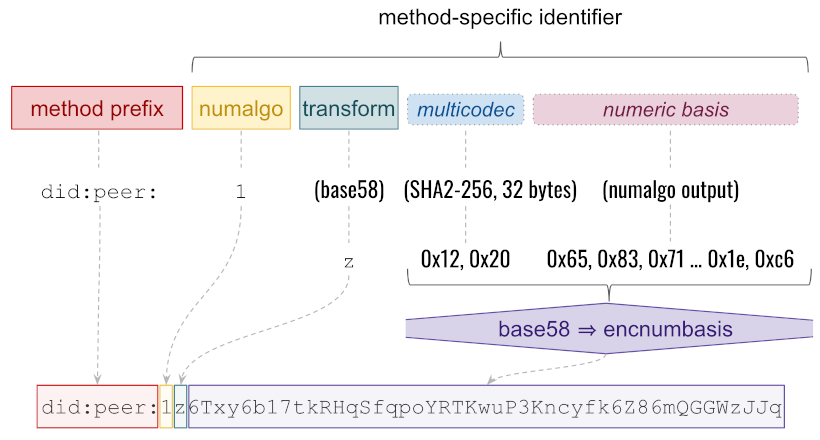 method-specific identifier
method prefix numalgo transform multicodec numeric basis
did:peer: 1 (base58) (SHA2-256, 32 bytes) (numalgo output)
z 0x12, 0x20 0x65, 0x83, 0x71 ... 0x1e, 0xc6
base58 ⇒ encnumbasis
did:peer:1z6Txy6b17tkRHqSfqpoYRTKwuP3Kncyfk6Z86mQGGWzJJq